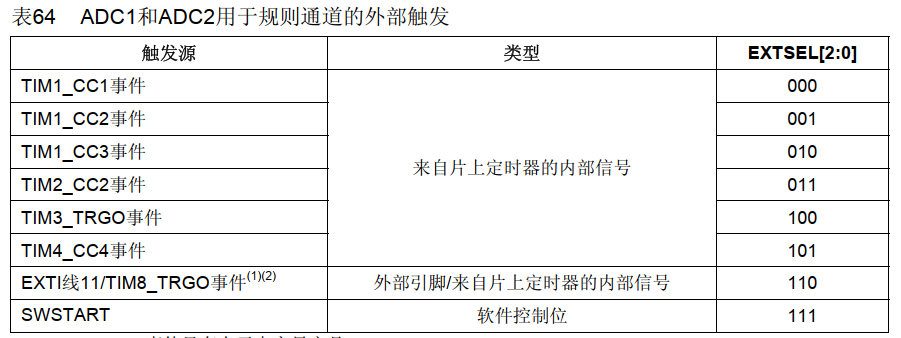 表64 ADC1和ADC2用于规则通道的外部触发
触发源 类型 EXTSEL[2:0]
TIM1_CC1事件 000
TIM1_CC2事件 001
TIM1_CC3事件 010
来自片上定时器的内部信号
TIM2_CC2事件 011
TIM3_TRGO事件 100
TIM4_CC4事件 101
EXTI线11/TIM8_TRGO事件(1)(2) 外部引脚/来自片上定时器的内部信号 110
SWSTART 软件控制位 111